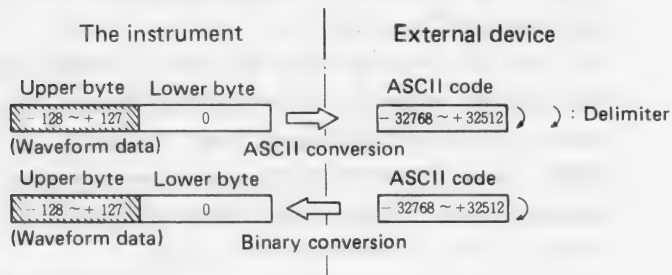 The instrument External device
Upper byte Lower byte ASCII code
− 128 ~ + 127 0 − 32768 ~ +32512 : Delimiter
(Waveform data) ASCII conversion
Upper byte Lower byte ASCII code
− 128 ~ + 127 0 − 32768 ~ +32512
(Waveform data) Binary conversion